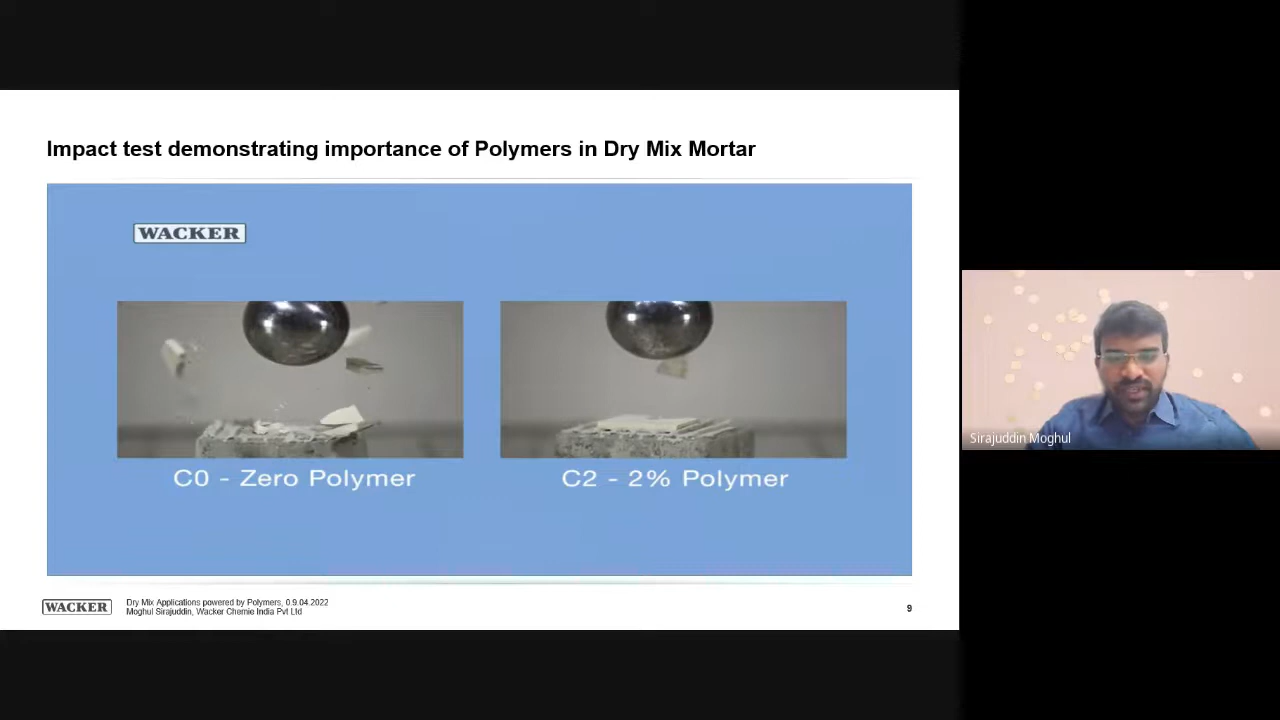 Impact test demonstrating importance of Polymers in Dry Mix Mortar
WACKER
C0 - Zero Polymer
C2 - 2% Polymer
WACKER
Dry Mix Applications powered by Polymers, 0.9.04.2022
Moghul Sirajuddin, Wacker Chemie India Pvt Ltd
9
Sirajuddin Moghul